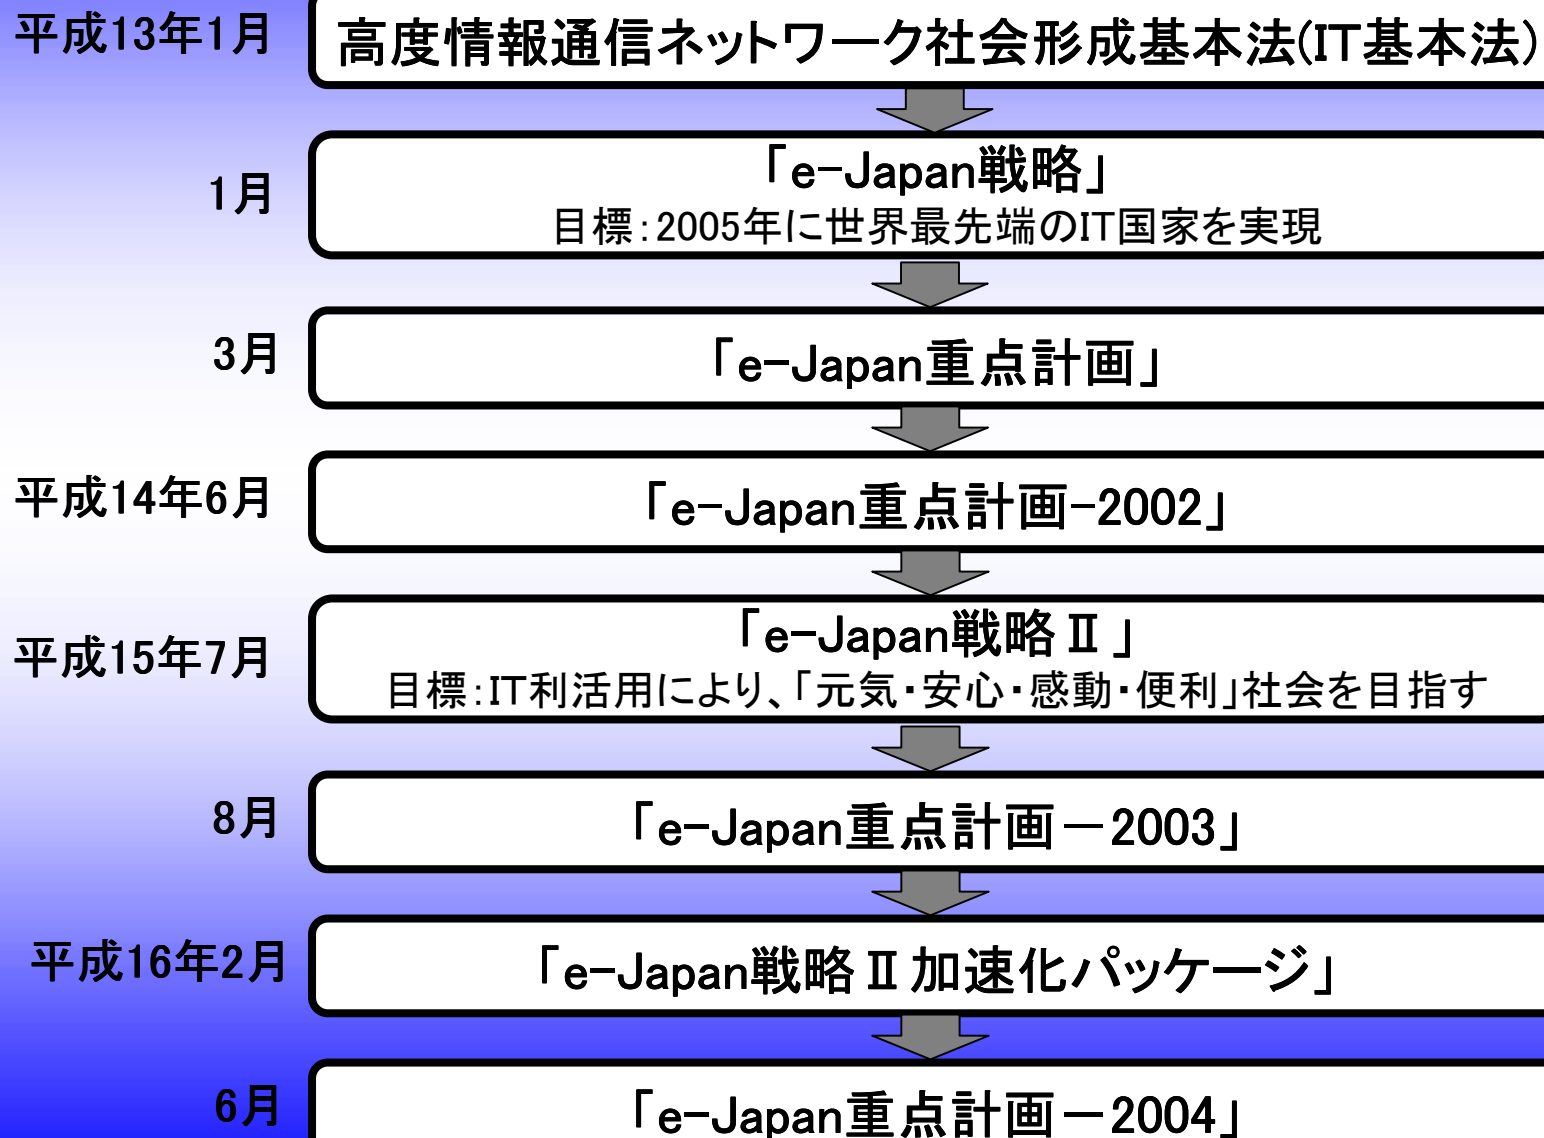 平成13年1月
高度情報通信ネットワーク社会形成基本法(IT基本法)
1月
「e-Japan戦略」
目標：2005年に世界最先端のIT国家を実現
3月
「e-Japan重点計画」
平成14年6月
「e-Japan重点計画-2002」
平成15年7月
「e-Japan戦略Ⅱ」
目標：IT利活用により、「元気・安心・感動・便利」社会を目指す
8月
「e-Japan重点計画－2003」
平成16年2月
「e-Japan戦略Ⅱ加速化パッケージ」
6月
「e-Japan重点計画－2004」